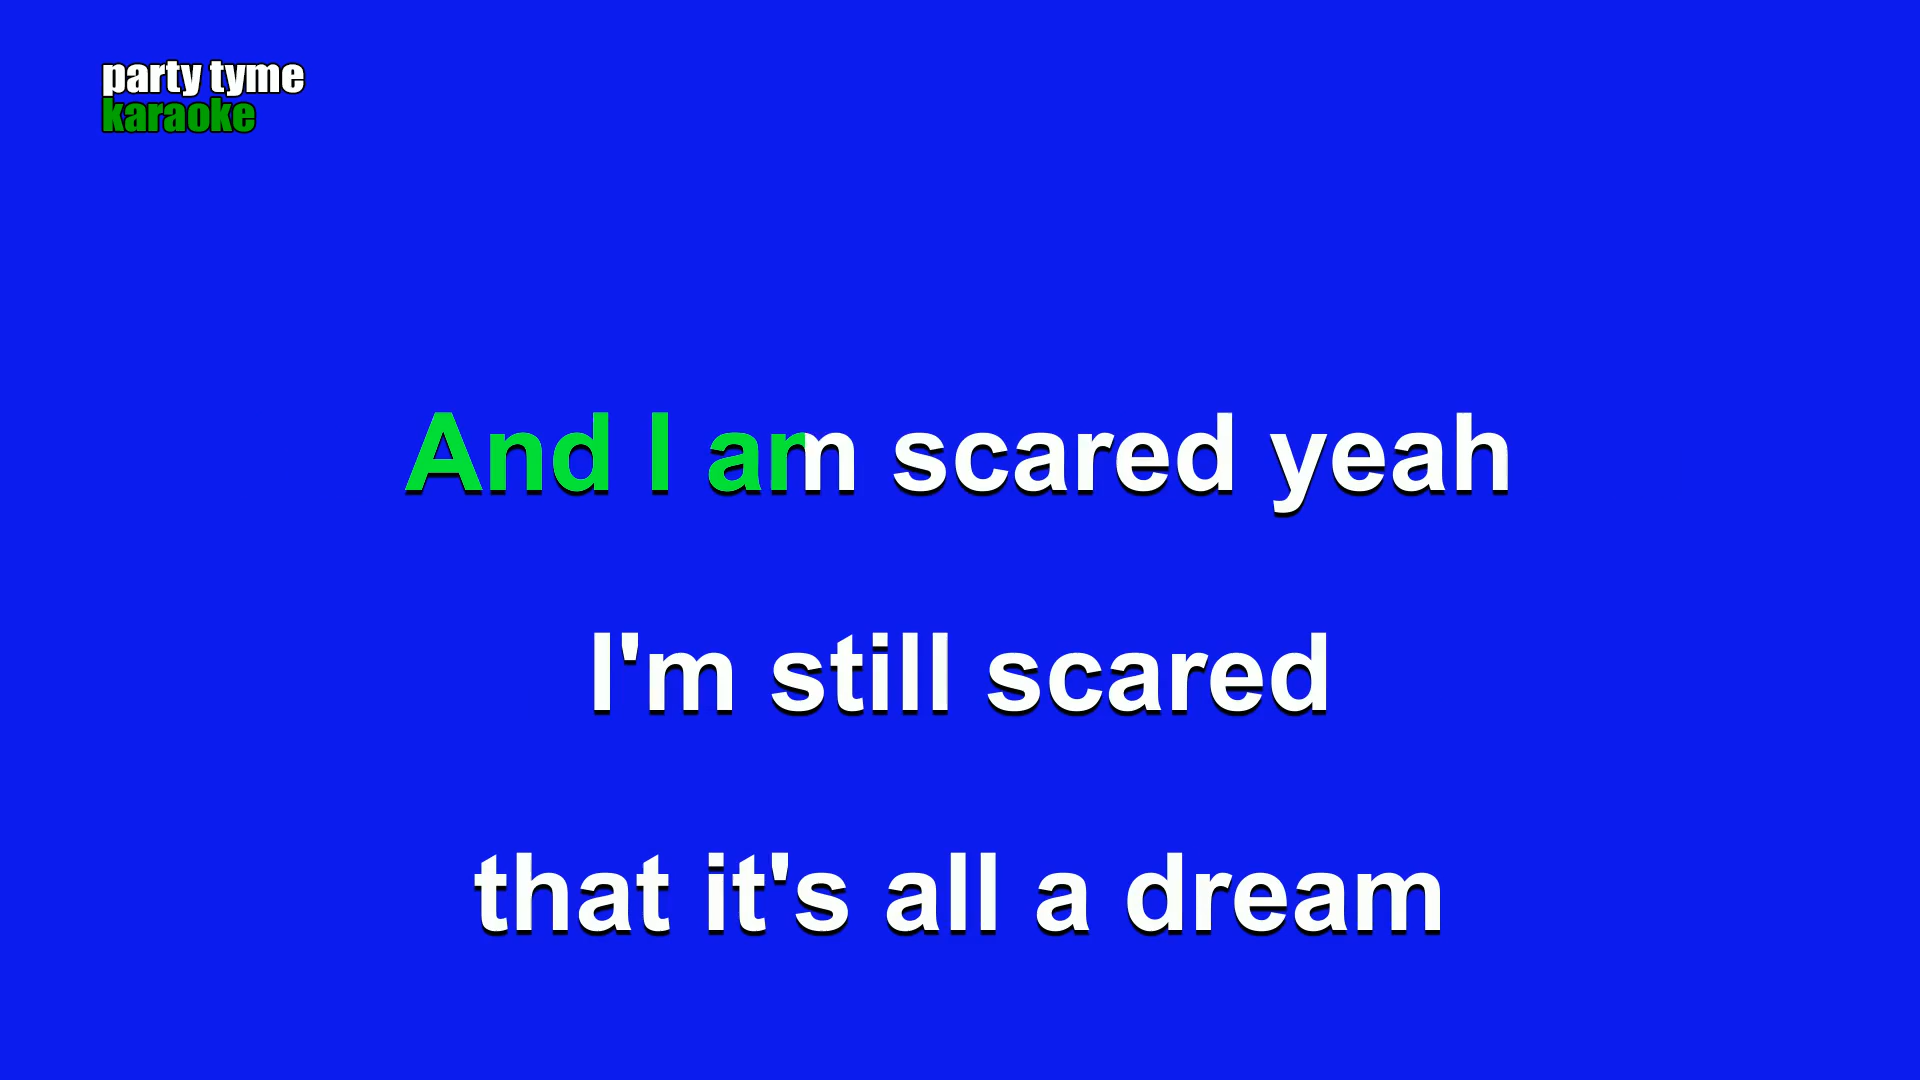 party tyme
karaoke
And I am scared yeah
I'm still scared
that it's all a dream